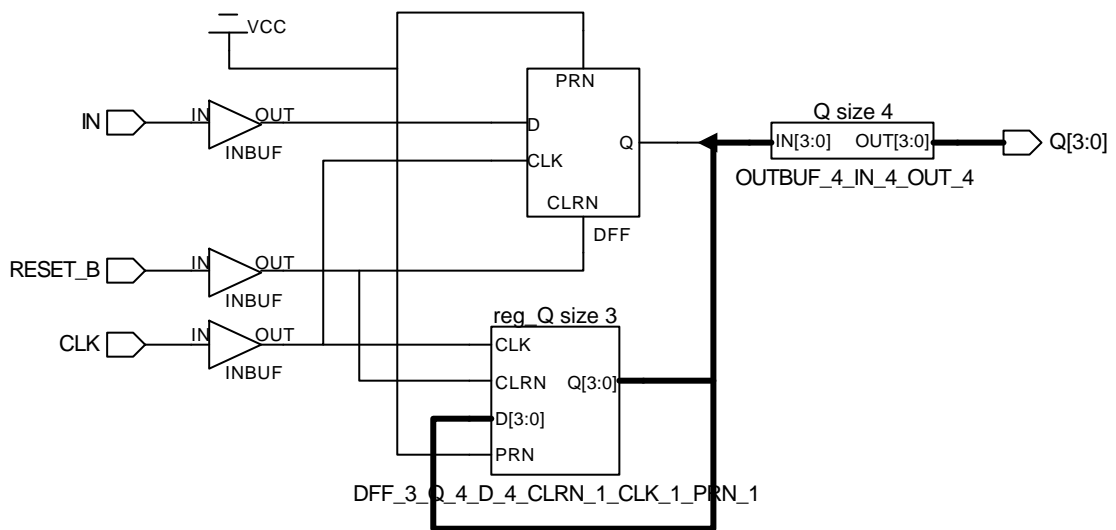 VCC
PRN
IN
IN
OUT
INBUF
D
CLK
Q
CLRN
DFF
Q size 4
IN[3:0]
OUT[3:0]
OUTBUF_4_IN_4_OUT_4
Q[3:0]
RESET_B
IN
OUT
INBUF
CLK
IN
OUT
INBUF
reg_Q size 3
CLK
CLRN
Q[3:0]
D[3:0]
PRN
DFF_3_Q_4_D_4_CLRN_1_CLK_1_PRN_1